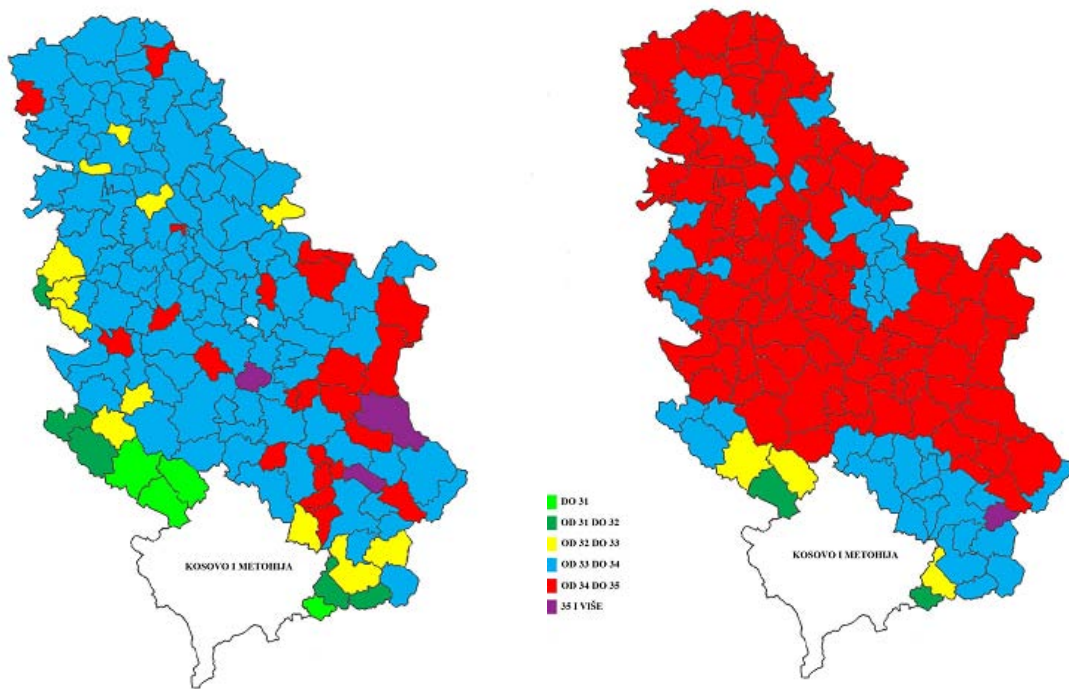 KOSOVO I METOHIJA
DO 31
OD 31 DO 32
OD 32 DO 33
OD 33 DO 34
OD 34 DO 35
35 I VIŠE
KOSOVO I METOHIJA